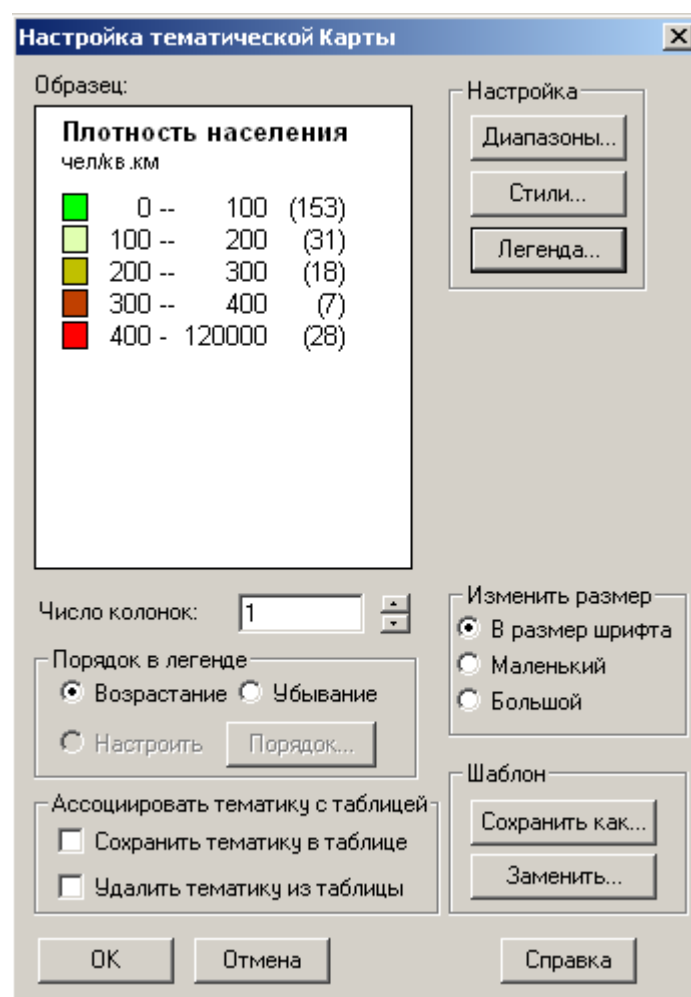 Настройка тематической Карты
Образец:
Плотность населения
чел/кв.км
0 -- 100 (153)
100 -- 200 (31)
200 -- 300 (18)
300 -- 400 (7)
400 - 120000 (28)
Настройка
Диапазоны...
Стили...
Легенда...
Число колонок: 1
Порядок в легенде
Возрастание Убывание
Настроить Порядок...
Ассоциировать тематику с таблицей
Сохранить тематику в таблице
Удалить тематику из таблицы
Изменить размер
В размер шрифта
Маленький
Большой
Шаблон
Сохранить как...
Заменить...
ОК Отмена Справка